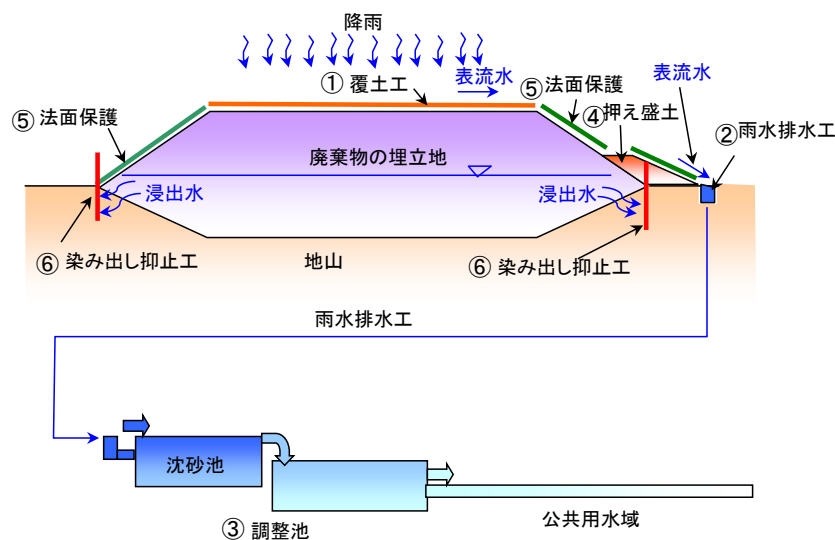 降雨
① 覆土工
表流水
⑤ 法面保護
表流水
⑤ 法面保護
④ 押え盛土
② 雨水排水工
廃棄物の埋立地
浸出水
浸出水
⑥ 染み出し抑止工
地山
⑥ 染み出し抑止工
雨水排水工
沈砂池
③ 調整池
公共用水域